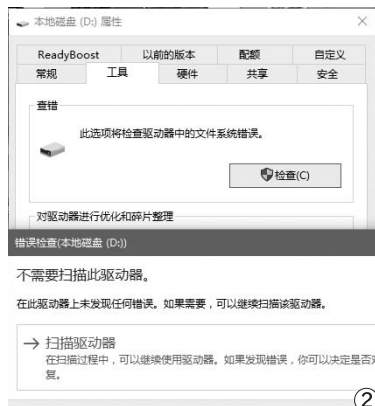 本地磁盘 (D:) 属性
ReadyBoost 以前的版本 配额 自定义
常规 工具 硬件 共享 安全
查错
此选项将检查驱动器中的文件系统错误。
检查(C)
对驱动器进行优化和碎片整理
错误检查(本地磁盘 (D:))
不需要扫描此驱动器。
在此驱动器上未发现任何错误。如果需要，可以继续扫描该驱动器。
→ 扫描驱动器
在扫描过程中，可以继续使用驱动器。如果发现错误，你可以决定是否
复。
②